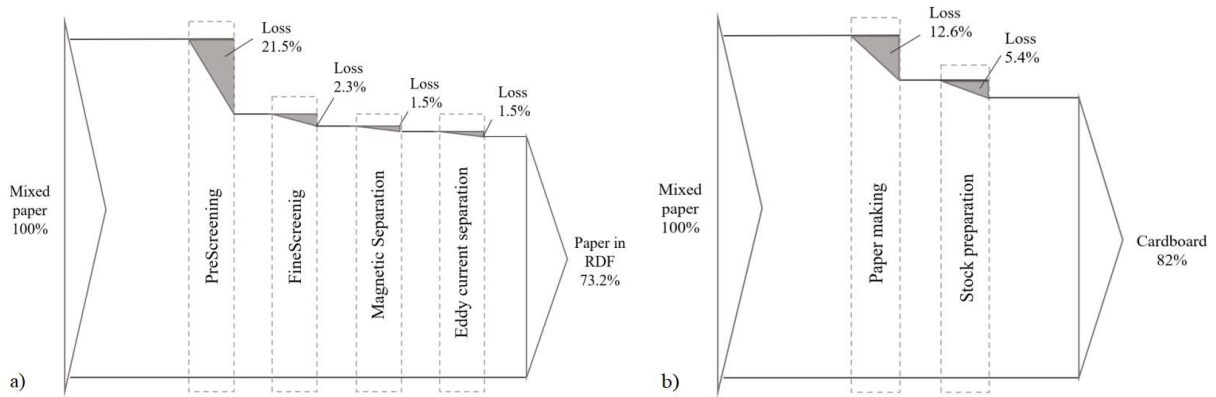 Loss
21.5%
Loss
2.3%
Loss
1.5%
Loss
1.5%
Mixed
paper
100%
PreScreening
FineScreenig
Magnetic Separation
Eddy current separation
Paper in
RDF
73.2%
a)
Loss
12.6%
Loss
5.4%
Mixed
paper
100%
Paper making
Stock preparation
Cardboard
82%
b)